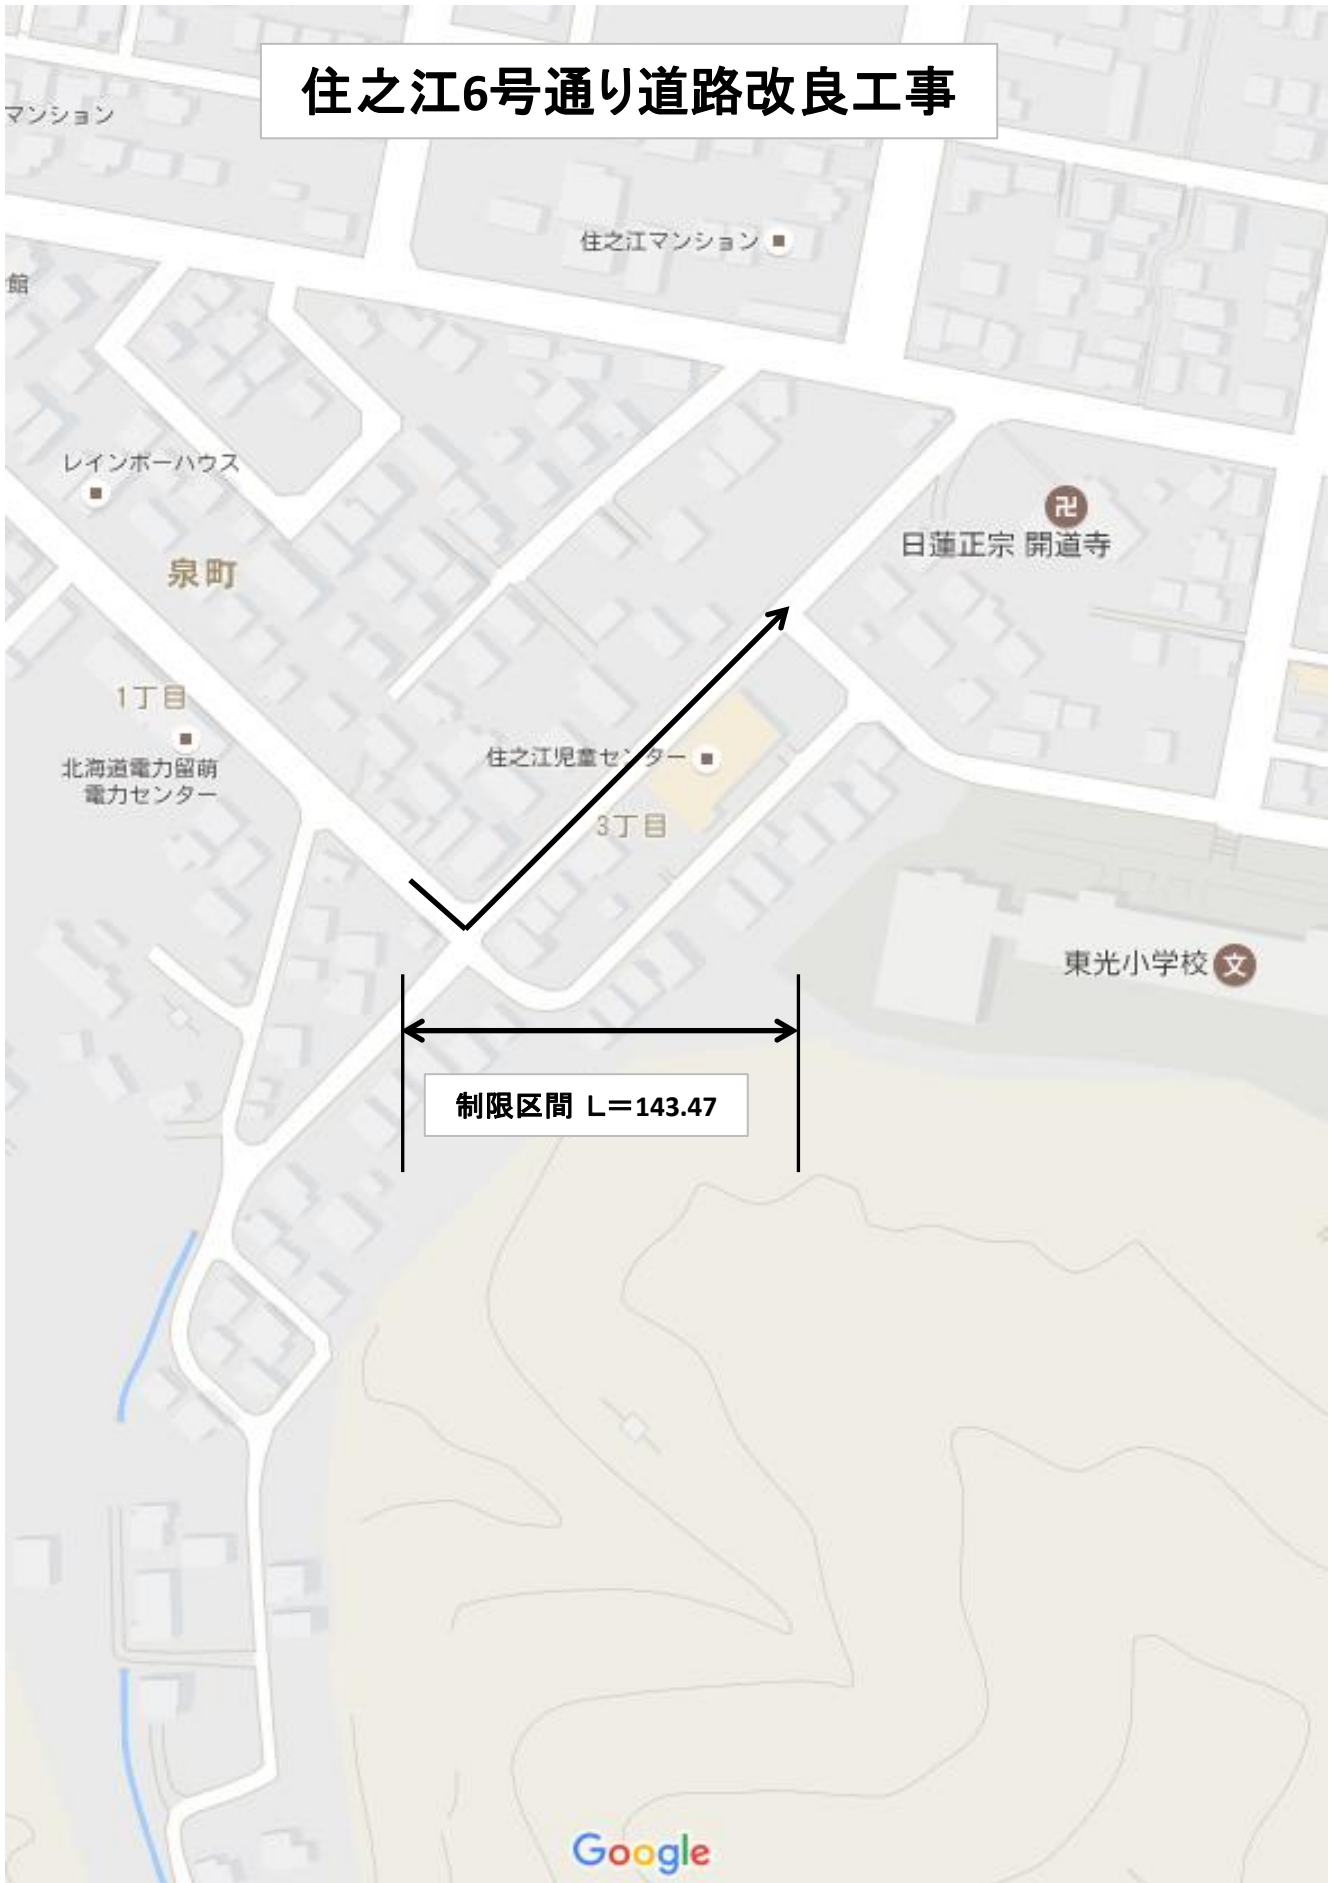 住之江6号通り道路改良工事
マンション
住之江マンション
館
レインボーハウス
日蓮正宗 開道寺
泉町
1丁目
北海道電力留萌
電力センター
住之江児童センター
3丁目
東光小学校 文
制限区間 L=143.47
Google